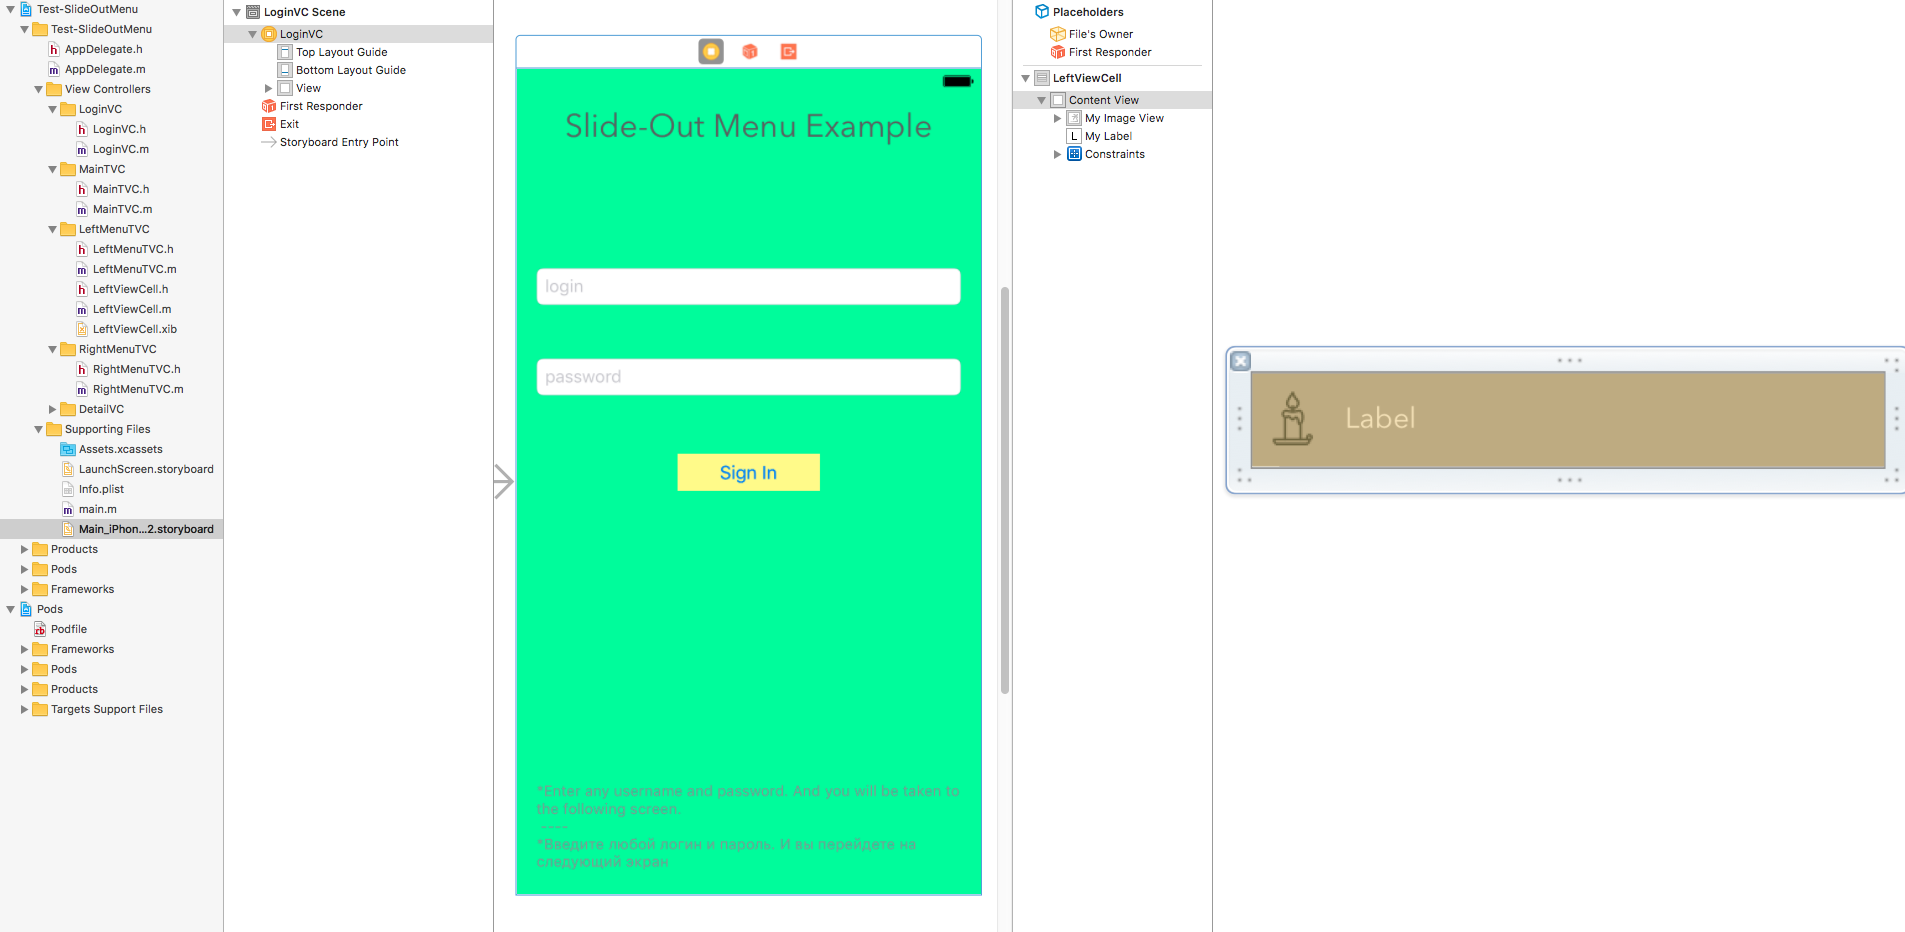 Test-SlideOutMenu
Test-SlideOutMenu
AppDelegate.h
AppDelegate.m
View Controllers
LoginVC
LoginVC.h
LoginVC.m
MainTVC
MainTVC.h
MainTVC.m
LeftMenuTVC
LeftMenuTVC.h
LeftMenuTVC.m
LeftViewCell.h
LeftViewCell.m
LeftViewCell.xib
RightMenuTVC
RightMenuTVC.h
RightMenuTVC.m
DetailVC
Supporting Files
Assets.xcassets
LaunchScreen.storyboard
Info.plist
main.m
Main_iPhon...2.storyboard
Products
Pods
Frameworks
Pods
Podfile
Frameworks
Pods
Products
Targets Support Files
LoginVC Scene
LoginVC
Top Layout Guide
Bottom Layout Guide
View
First Responder
Exit
Storyboard Entry Point
Slide-Out Menu Example
login
password
Sign In
*Enter any username and password. And you will be taken to
the following screen.
----
*Введите любой логин и пароль. И вы перейдете на
следующий экран
Placeholders
File's Owner
First Responder
LeftViewCell
Content View
My Image View
L My Label
Constraints
Label